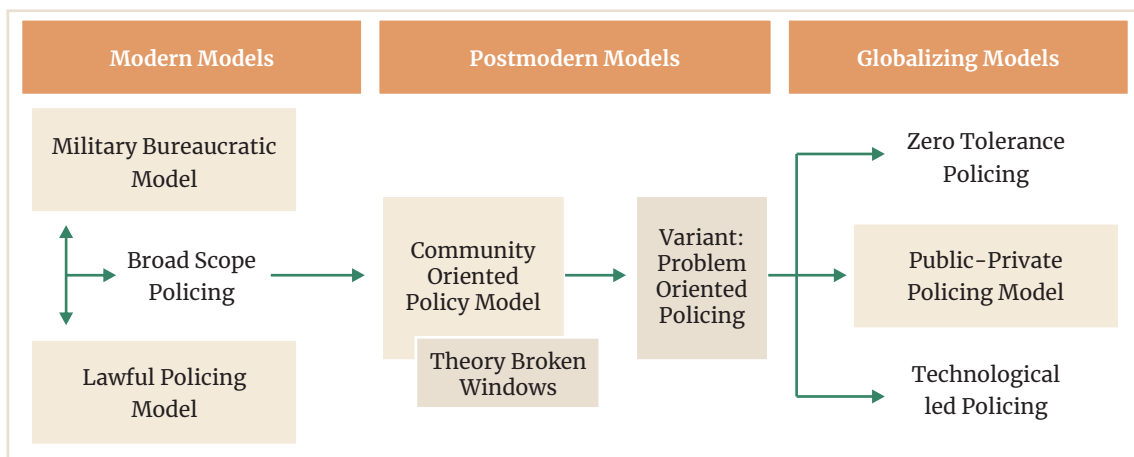 Modern Models
Postmodern Models
Globalizing Models
Military Bureaucratic
Model
Broad Scope
Policing
Lawful Policing
Model
Community
Oriented
Policy Model
Theory Broken
Windows
Variant:
Problem
Oriented
Policing
Zero Tolerance
Policing
Public-Private
Policing Model
Technological
led Policing